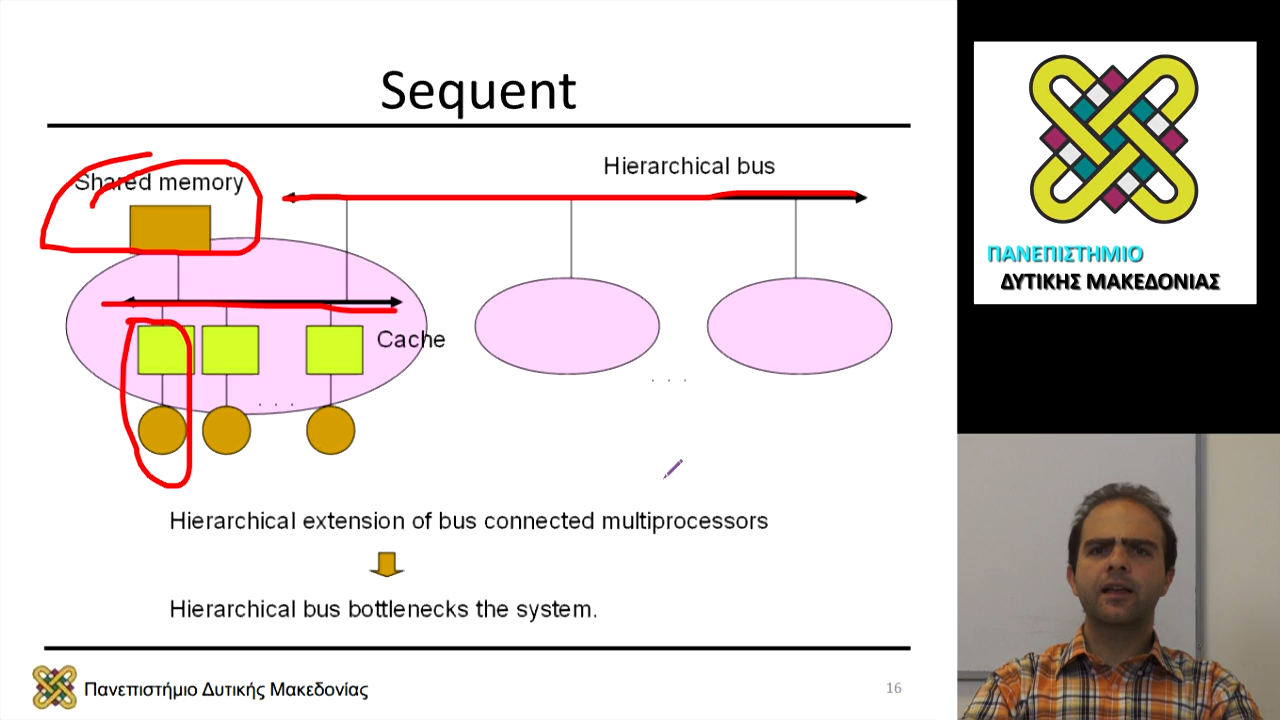 Sequent
Shared memory
Hierarchical bus
Cache
. . .
. . .
Hierarchical extension of bus connected multiprocessors
Hierarchical bus bottlenecks the system.
Πανεπιστήμιο Δυτικής Μακεδονίας
16
ΠΑΝΕΠΙΣΤΗΜΙΟ
ΔΥΤΙΚΗΣ ΜΑΚΕΔΟΝΙΑΣ